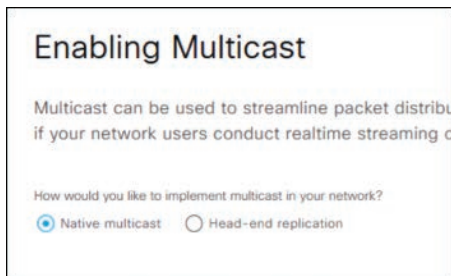 Enabling Multicast
Multicast can be used to streamline packet distribu
if your network users conduct realtime streaming
How would you like to implement multicast in your network?
Native multicast Head-end replication